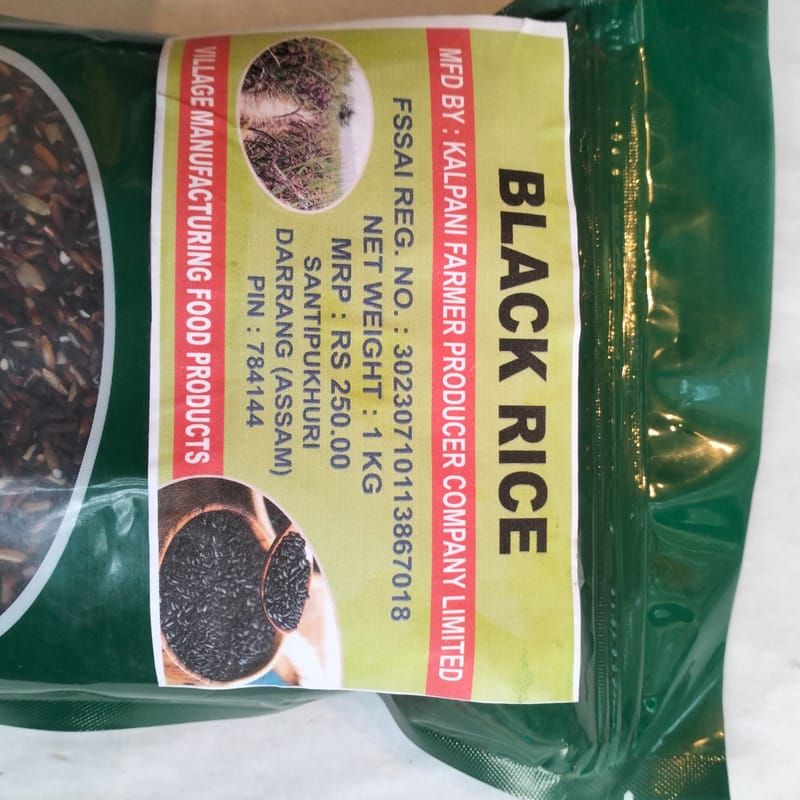 BLACK RICE
MFD BY : KALPANI FARMER PRODUCER COMPANY LIMITED
FSSAI REG. NO. : 30230710113867018
NET WEIGHT : 1 KG
MRP : RS 250.00
SANTIPUKHURI
DARRANG (ASSAM)
PIN : 784144
VILLAGE MANUFACTURING FOOD PRODUCTS